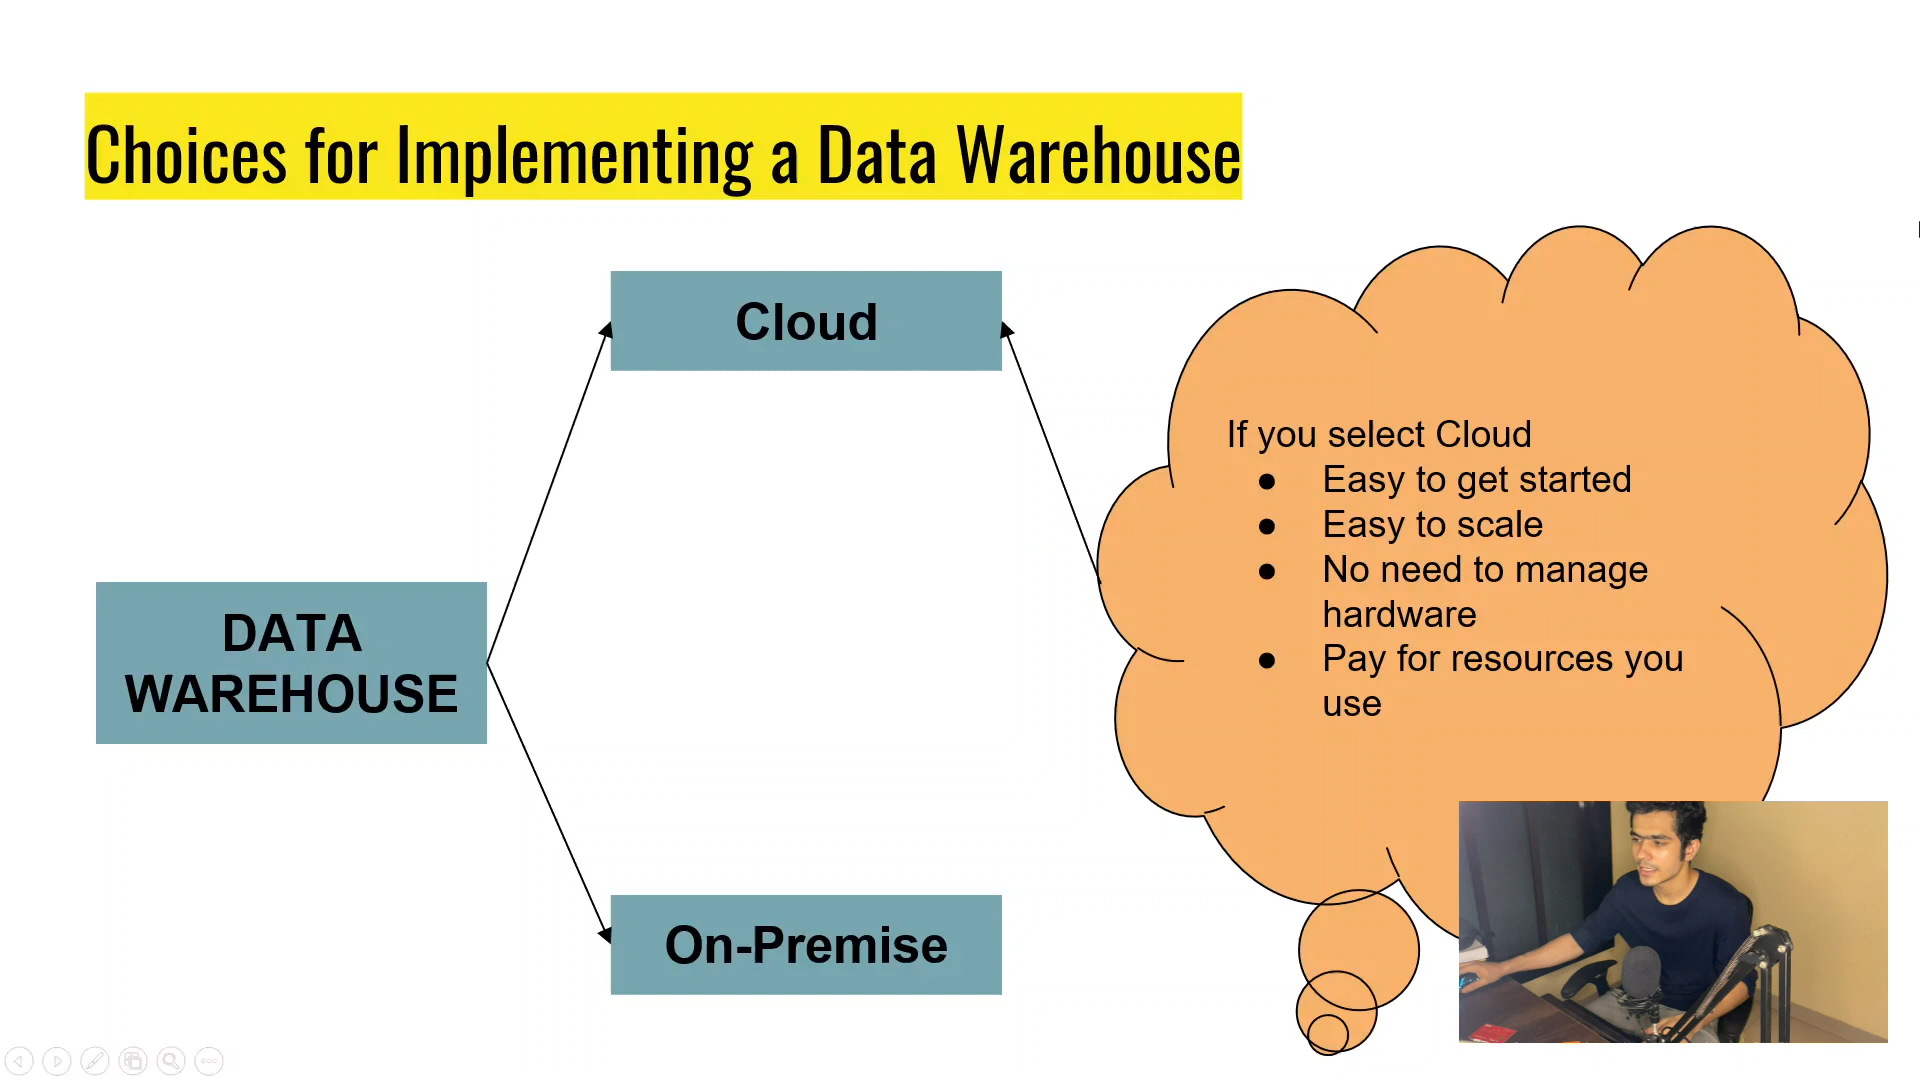 Choices for Implementing a Data Warehouse
Cloud
If you select Cloud
● Easy to get started
● Easy to scale
● No need to manage
hardware
● Pay for resources you
use
DATA
WAREHOUSE
On-Premise